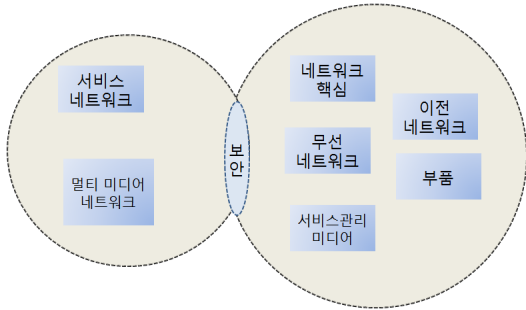 서비스
네트워크
멀티 미디어
네트워크
보
안
네트워크
핵심
무선
네트워크
서비스관리
미디어
이전
네트워크
부품